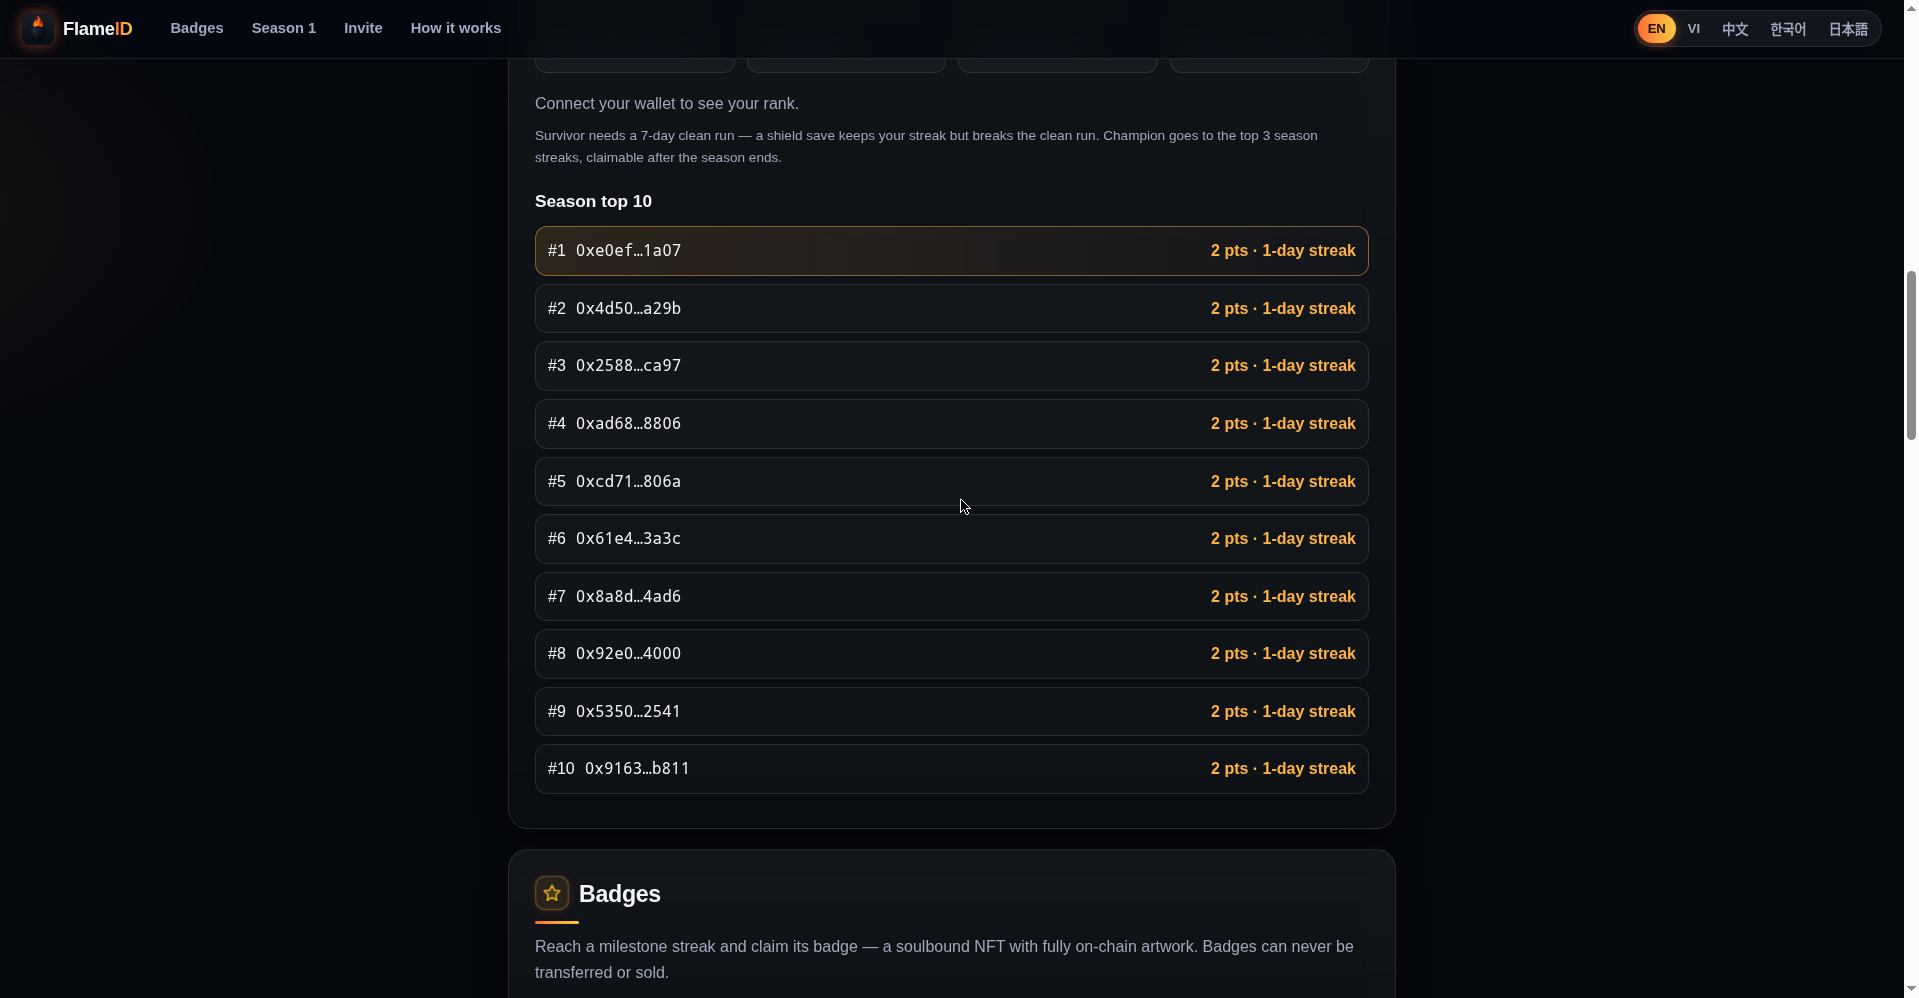 FlameID
Badges
Season 1
Invite
How it works
EN
VI
中文
한국어
日本語
Connect your wallet to see your rank.
Survivor needs a 7-day clean run — a shield save keeps your streak but breaks the clean run. Champion goes to the top 3 season
streaks, claimable after the season ends.
Season top 10
#1 0xe0ef…1a07 2 pts · 1-day streak
#2 0x4d50…a29b 2 pts · 1-day streak
#3 0x2588…ca97 2 pts · 1-day streak
#4 0xad68…8806 2 pts · 1-day streak
#5 0xcd71…806a 2 pts · 1-day streak
#6 0x61e4…3a3c 2 pts · 1-day streak
#7 0x8a8d…4ad6 2 pts · 1-day streak
#8 0x92e0…4000 2 pts · 1-day streak
#9 0x5350…2541 2 pts · 1-day streak
#10 0x9163…b811 2 pts · 1-day streak
Badges
Reach a milestone streak and claim its badge — a soulbound NFT with fully on-chain artwork. Badges can never be
transferred or sold.